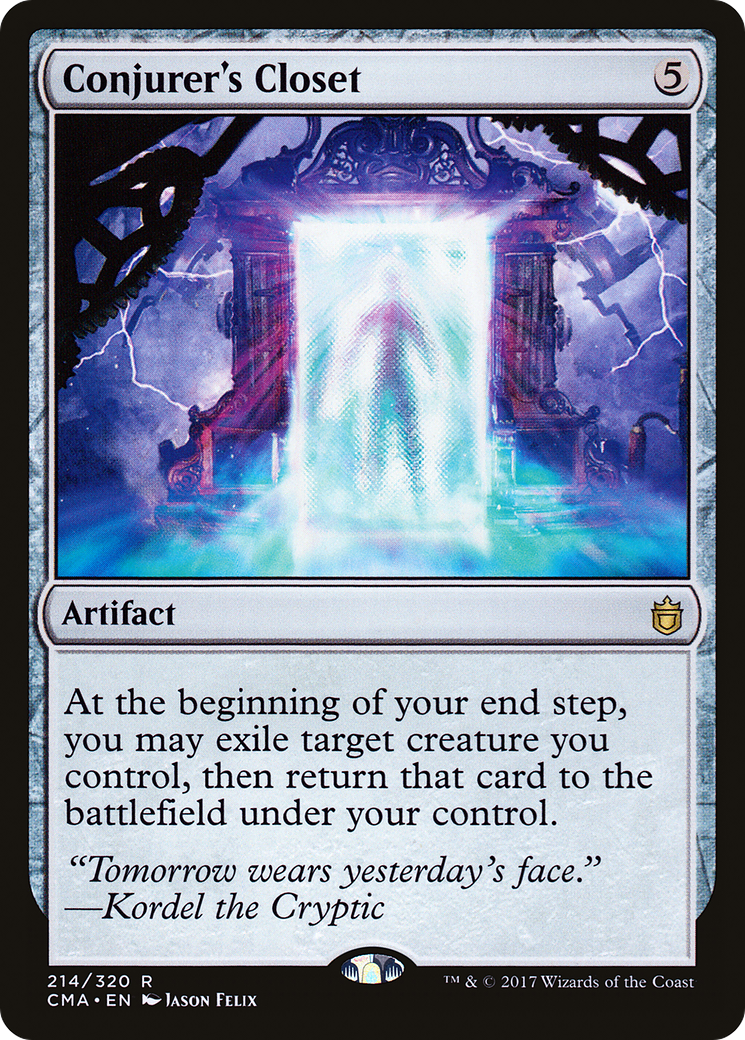 Conjurer's Closet 5
Artifact
At the beginning of your end step,
you may exile target creature you
control, then return that card to the
battlefield under your control.
“Tomorrow wears yesterday’s face.”
—Kordel the Cryptic
214/320 R
CMA • EN Jason Felix
™ & © 2017 Wizards of the Coast